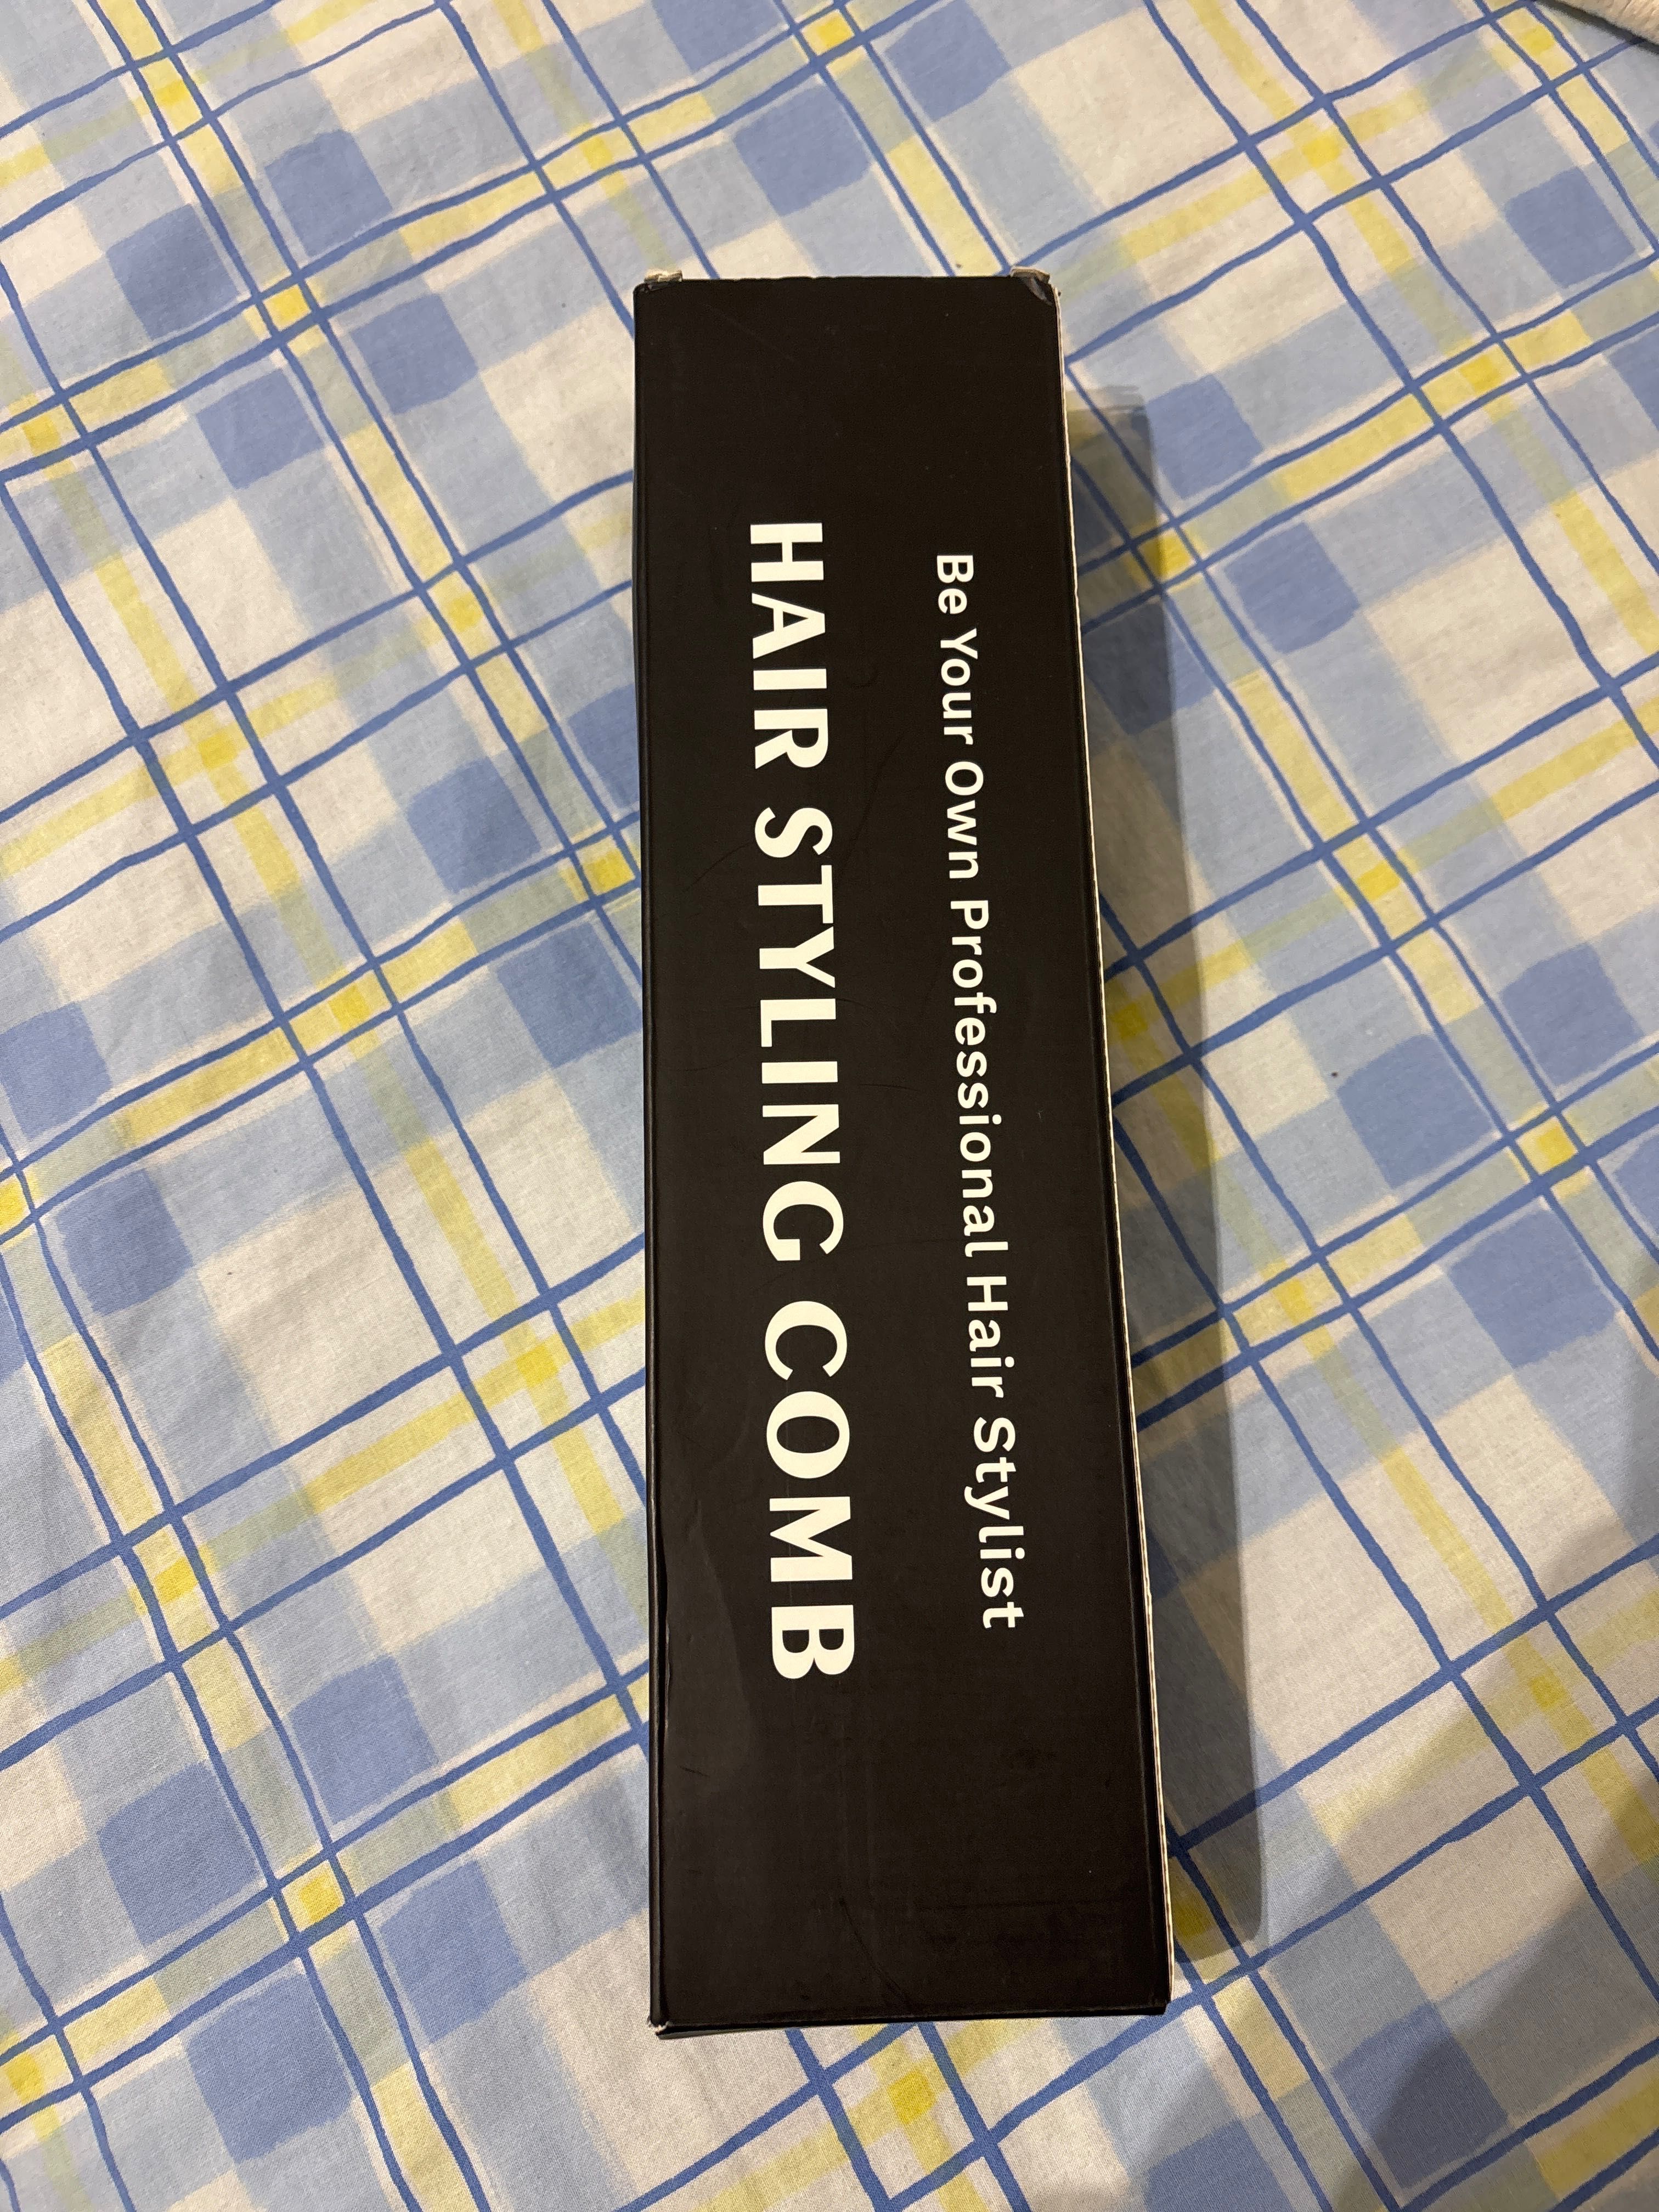 Be Your Own Professional Hair Stylist
HAIR STYLING COMB